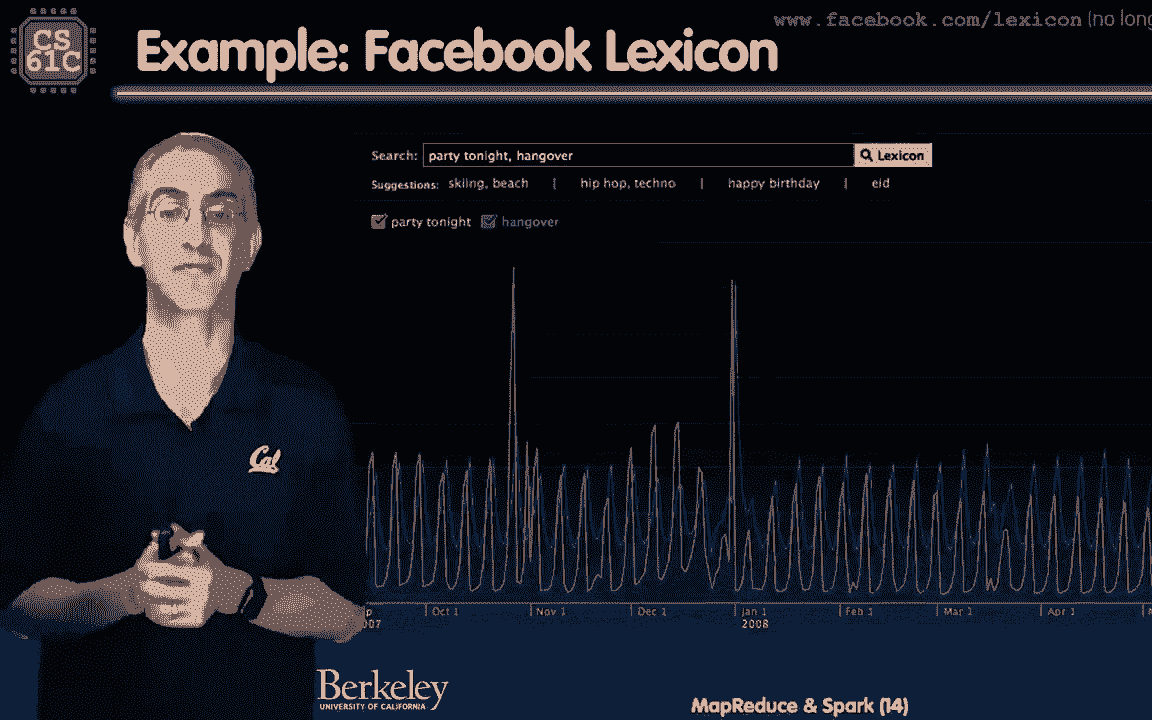 CS
61C
www.facebook.com/lexicon (no long
Example: Facebook Lexicon
Search: party tonight, hangover Lexicon
Suggestions: skiing, beach | hip hop, techno | happy birthday | eid
party tonight hangover
Cal
Oct 1 Nov 1 Dec 1 Jan 1 Feb 1 Mar 1 Apr 1
007 2008
Berkeley
UNIVERSITY OF CALIFORNIA
MapReduce & Spark (14)